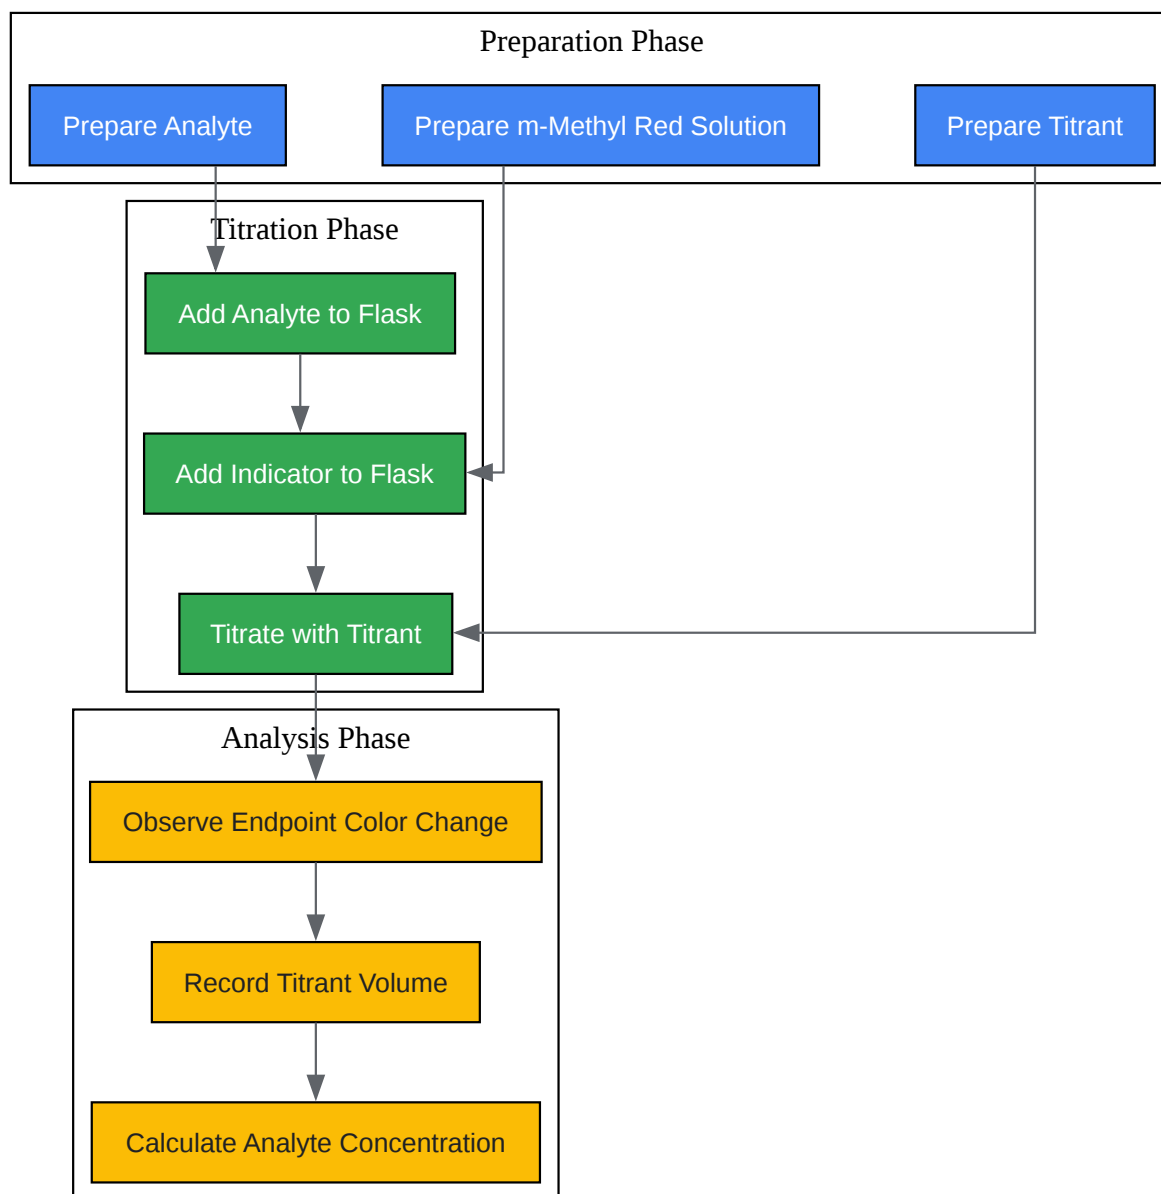 Preparation Phase
Prepare Analyte
Prepare m-Methyl Red Solution
Prepare Titrant
Titration Phase
Add Analyte to Flask
Add Indicator to Flask
Titrate with Titrant
Analysis Phase
Observe Endpoint Color Change
Record Titrant Volume
Calculate Analyte Concentration